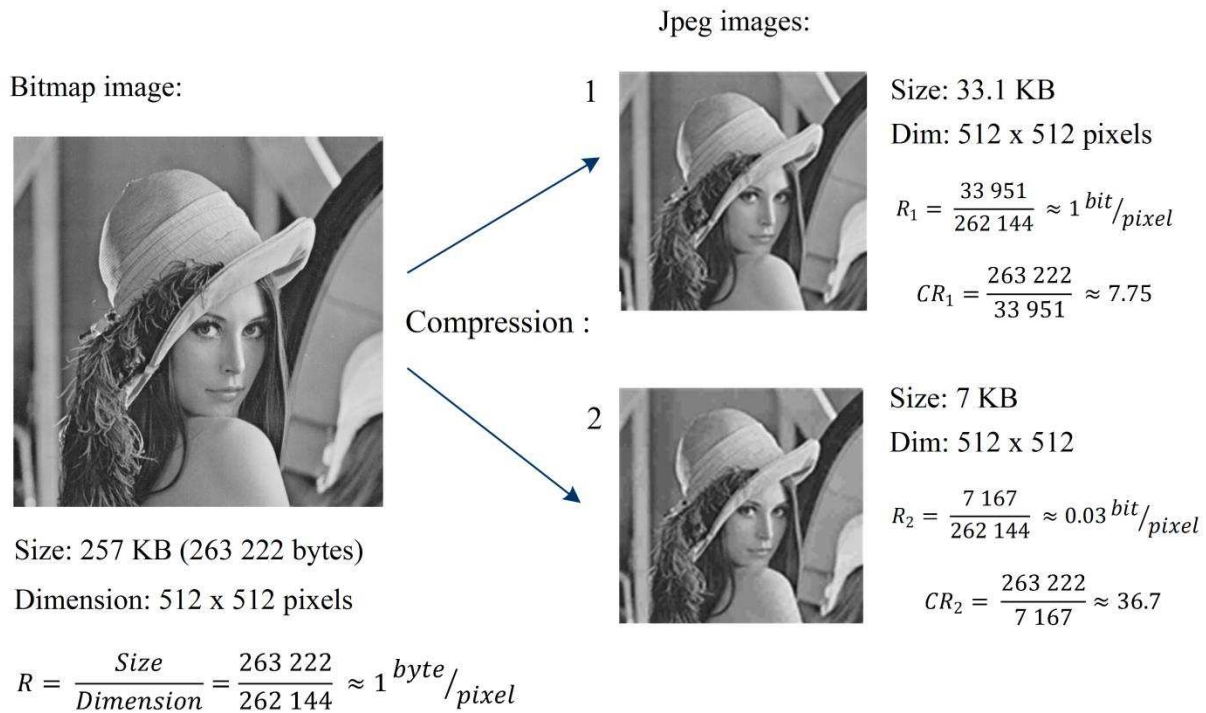 Jpeg images:
Bitmap image:
1
Size: 33.1 KB
Dim: 512 x 512 pixels
R₁ = 33 951 / 262 144 ≈ 1 bit/pixel
CR₁ = 263 222 / 33 951 ≈ 7.75
Compression :
2
Size: 7 KB
Dim: 512 x 512
R₂ = 7 167 / 262 144 ≈ 0.03 bit/pixel
CR₂ = 263 222 / 7 167 ≈ 36.7
Size: 257 KB (263 222 bytes)
Dimension: 512 x 512 pixels
R = Size / Dimension = 263 222 / 262 144 ≈ 1 byte/pixel